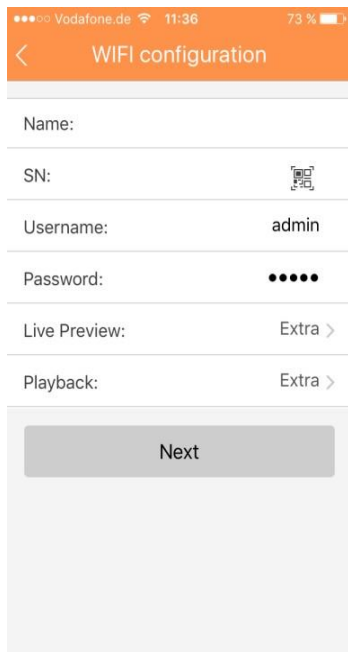 Vodafone.de 11:36 73 %
WIFI configuration
Name:
SN:
Username: admin
Password: •••••
Live Preview: Extra
Playback: Extra
Next